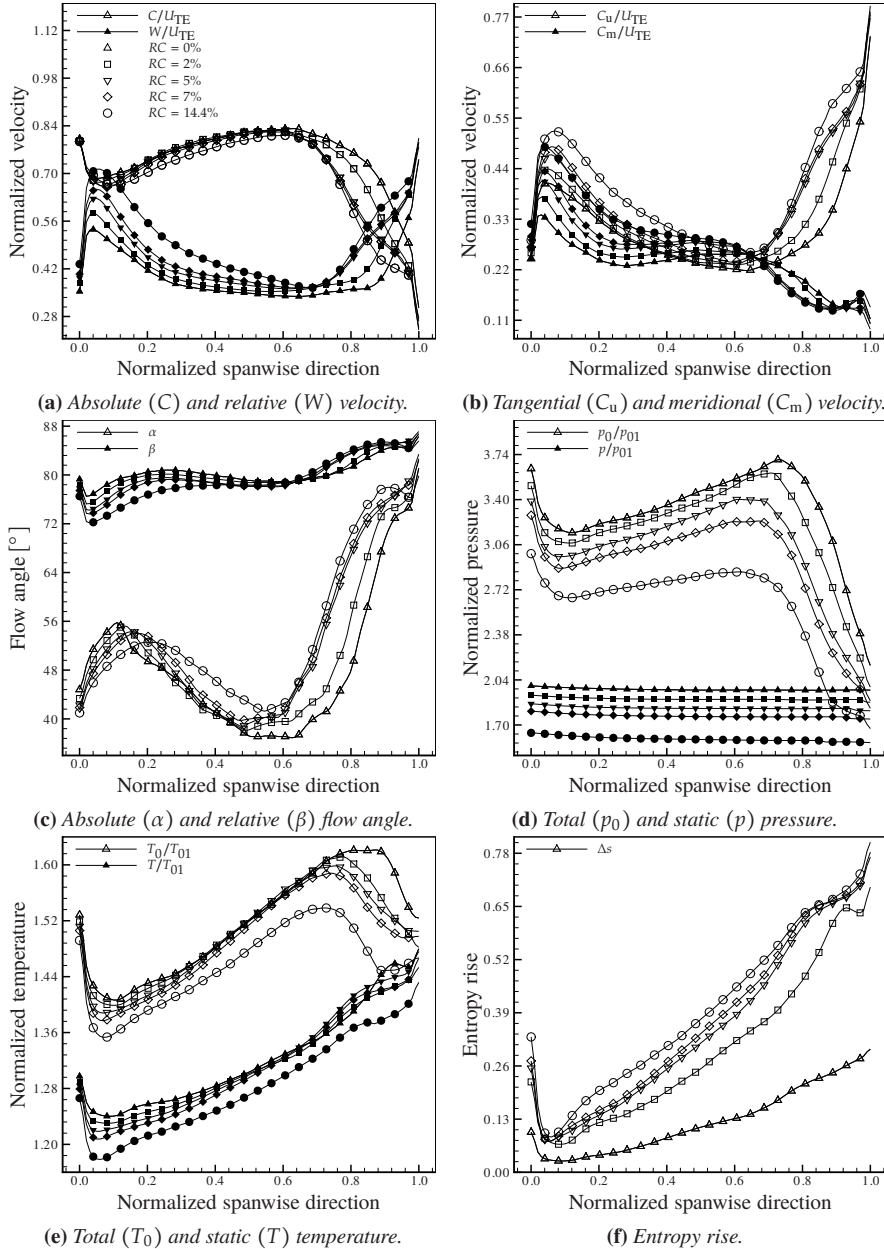 C/U_TE
W/U_TE
RC = 0%
RC = 2%
RC = 5%
RC = 7%
RC = 14.4%
1.12
0.98
0.84
0.70
0.56
0.42
0.28
Normalized velocity
0.0 0.2 0.4 0.6 0.8 1.0
Normalized spanwise direction
(a) Absolute (C) and relative (W) velocity.
C_u/U_TE
C_m/U_TE
0.77
0.66
0.55
0.44
0.33
0.22
0.11
Normalized velocity
0.0 0.2 0.4 0.6 0.8 1.0
Normalized spanwise direction
(b) Tangential (C_u) and meridional (C_m) velocity.
α
β
88
80
72
64
56
48
40
Flow angle [°]
0.0 0.2 0.4 0.6 0.8 1.0
Normalized spanwise direction
(c) Absolute (α) and relative (β) flow angle.
p_0/p_01
p/p_01
3.74
3.40
3.06
2.72
2.38
2.04
1.70
Normalized pressure
0.0 0.2 0.4 0.6 0.8 1.0
Normalized spanwise direction
(d) Total (p_0) and static (p) pressure.
T_0/T_01
T/T_01
1.60
1.52
1.44
1.36
1.28
1.20
Normalized temperature
0.0 0.2 0.4 0.6 0.8 1.0
Normalized spanwise direction
(e) Total (T_0) and static (T) temperature.
Δs
0.78
0.65
0.52
0.39
0.26
0.13
0.00
Entropy rise
0.0 0.2 0.4 0.6 0.8 1.0
Normalized spanwise direction
(f) Entropy rise.